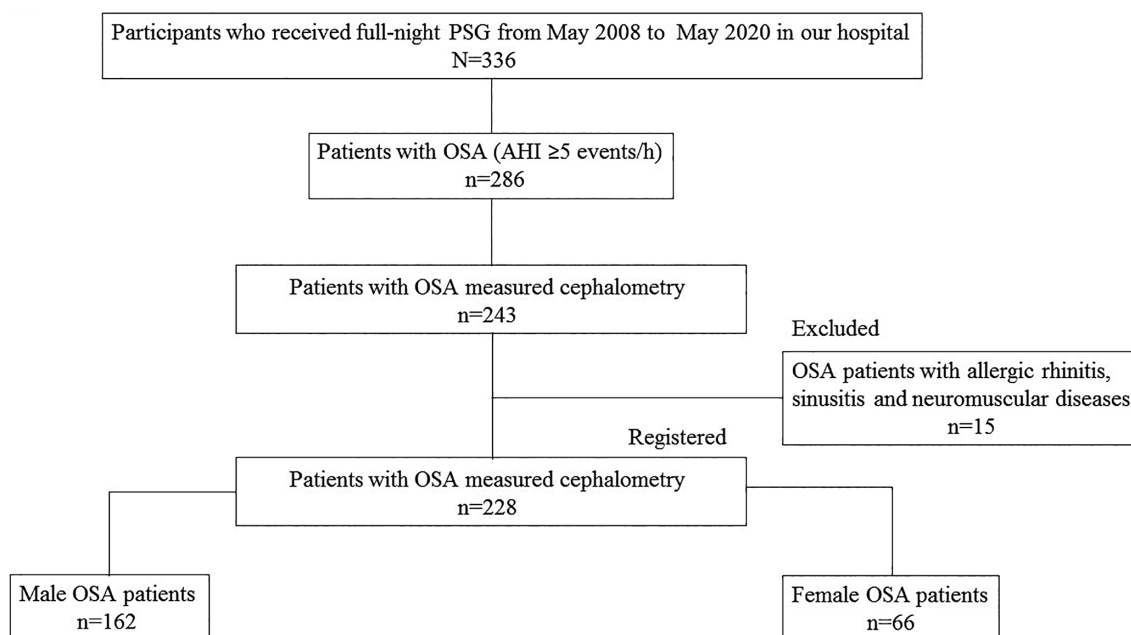 Participants who received full-night PSG from May 2008 to May 2020 in our hospital
N=336
Patients with OSA (AHI ≥5 events/h)
n=286
Patients with OSA measured cephalometry
n=243
Excluded
OSA patients with allergic rhinitis,
sinusitis and neuromuscular diseases
n=15
Registered
Patients with OSA measured cephalometry
n=228
Male OSA patients
n=162
Female OSA patients
n=66